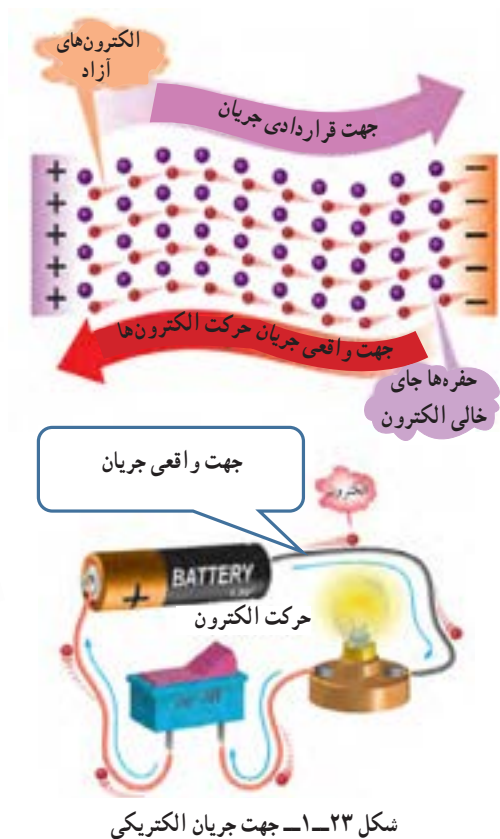 الکترون‌های
آزاد
جهت قراردادی جریان
+ −
+ −
+ −
+ −
+ −
جهت واقعی جریان حرکت الکترون‌ها
حفره‌ها جای
خالی الکترون
جهت واقعی جریان
الکترون
BATTERY
+
حرکت الکترون
شکل ۲۳ــ۱ــ جهت جریان الکتریکی